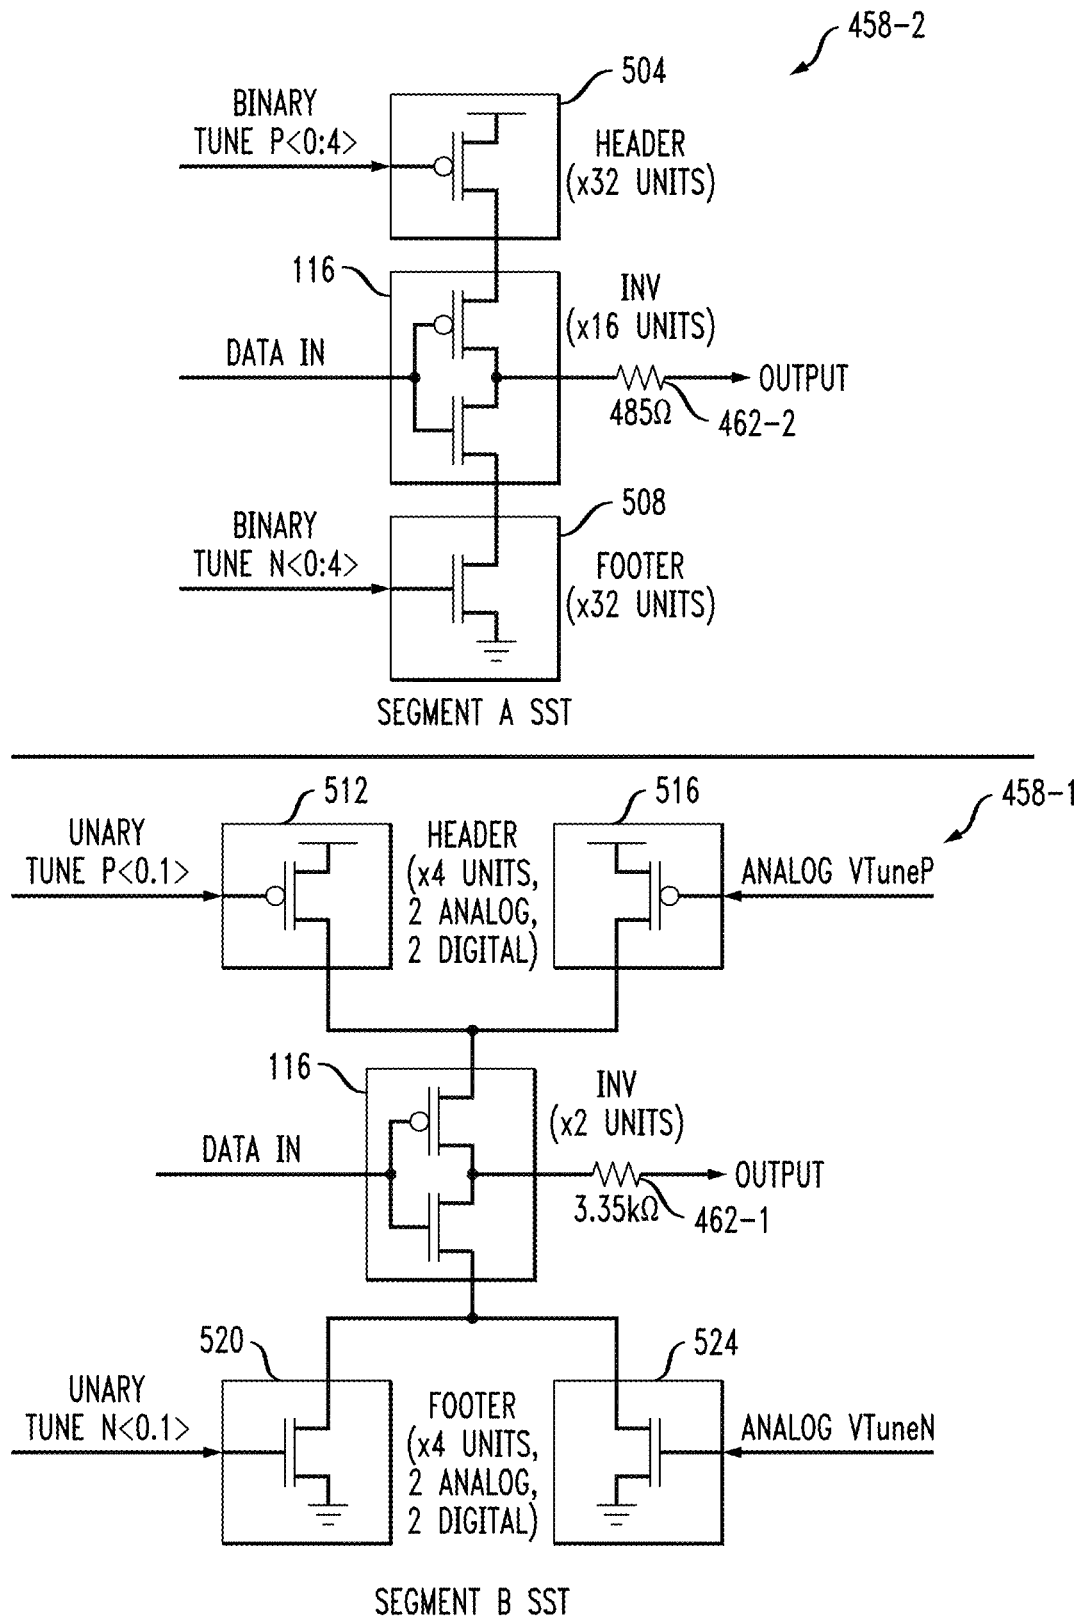 458-2
504
BINARY
TUNE P<0:4>
HEADER
(x32 UNITS)
116
INV
(x16 UNITS)
DATA IN
OUTPUT
485Ω
462-2
508
BINARY
TUNE N<0:4>
FOOTER
(x32 UNITS)
SEGMENT A SST
512
516
458-1
UNARY
TUNE P<0.1>
HEADER
(x4 UNITS,
2 ANALOG,
2 DIGITAL)
ANALOG VTuneP
116
INV
(x2 UNITS)
DATA IN
OUTPUT
3.35kΩ
462-1
520
524
UNARY
TUNE N<0.1>
FOOTER
(x4 UNITS,
2 ANALOG,
2 DIGITAL)
ANALOG VTuneN
SEGMENT B SST